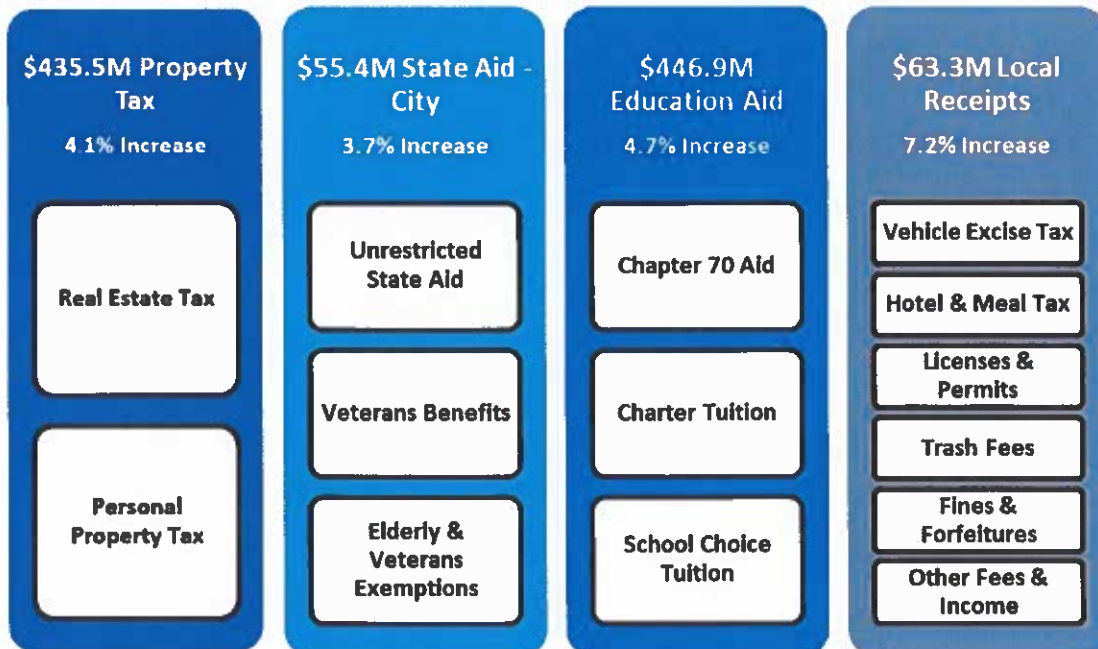 $435.5M Property
Tax
4.1% Increase
Real Estate Tax
Personal
Property Tax
$55.4M State Aid -
City
3.7% Increase
Unrestricted
State Aid
Veterans Benefits
Elderly &
Veterans
Exemptions
$446.9M
Education Aid
4.7% Increase
Chapter 70 Aid
Charter Tuition
School Choice
Tuition
$63.3M Local
Receipts
7.2% Increase
Vehicle Excise Tax
Hotel & Meal Tax
Licenses &
Permits
Trash Fees
Fines &
Forfeitures
Other Fees &
Income